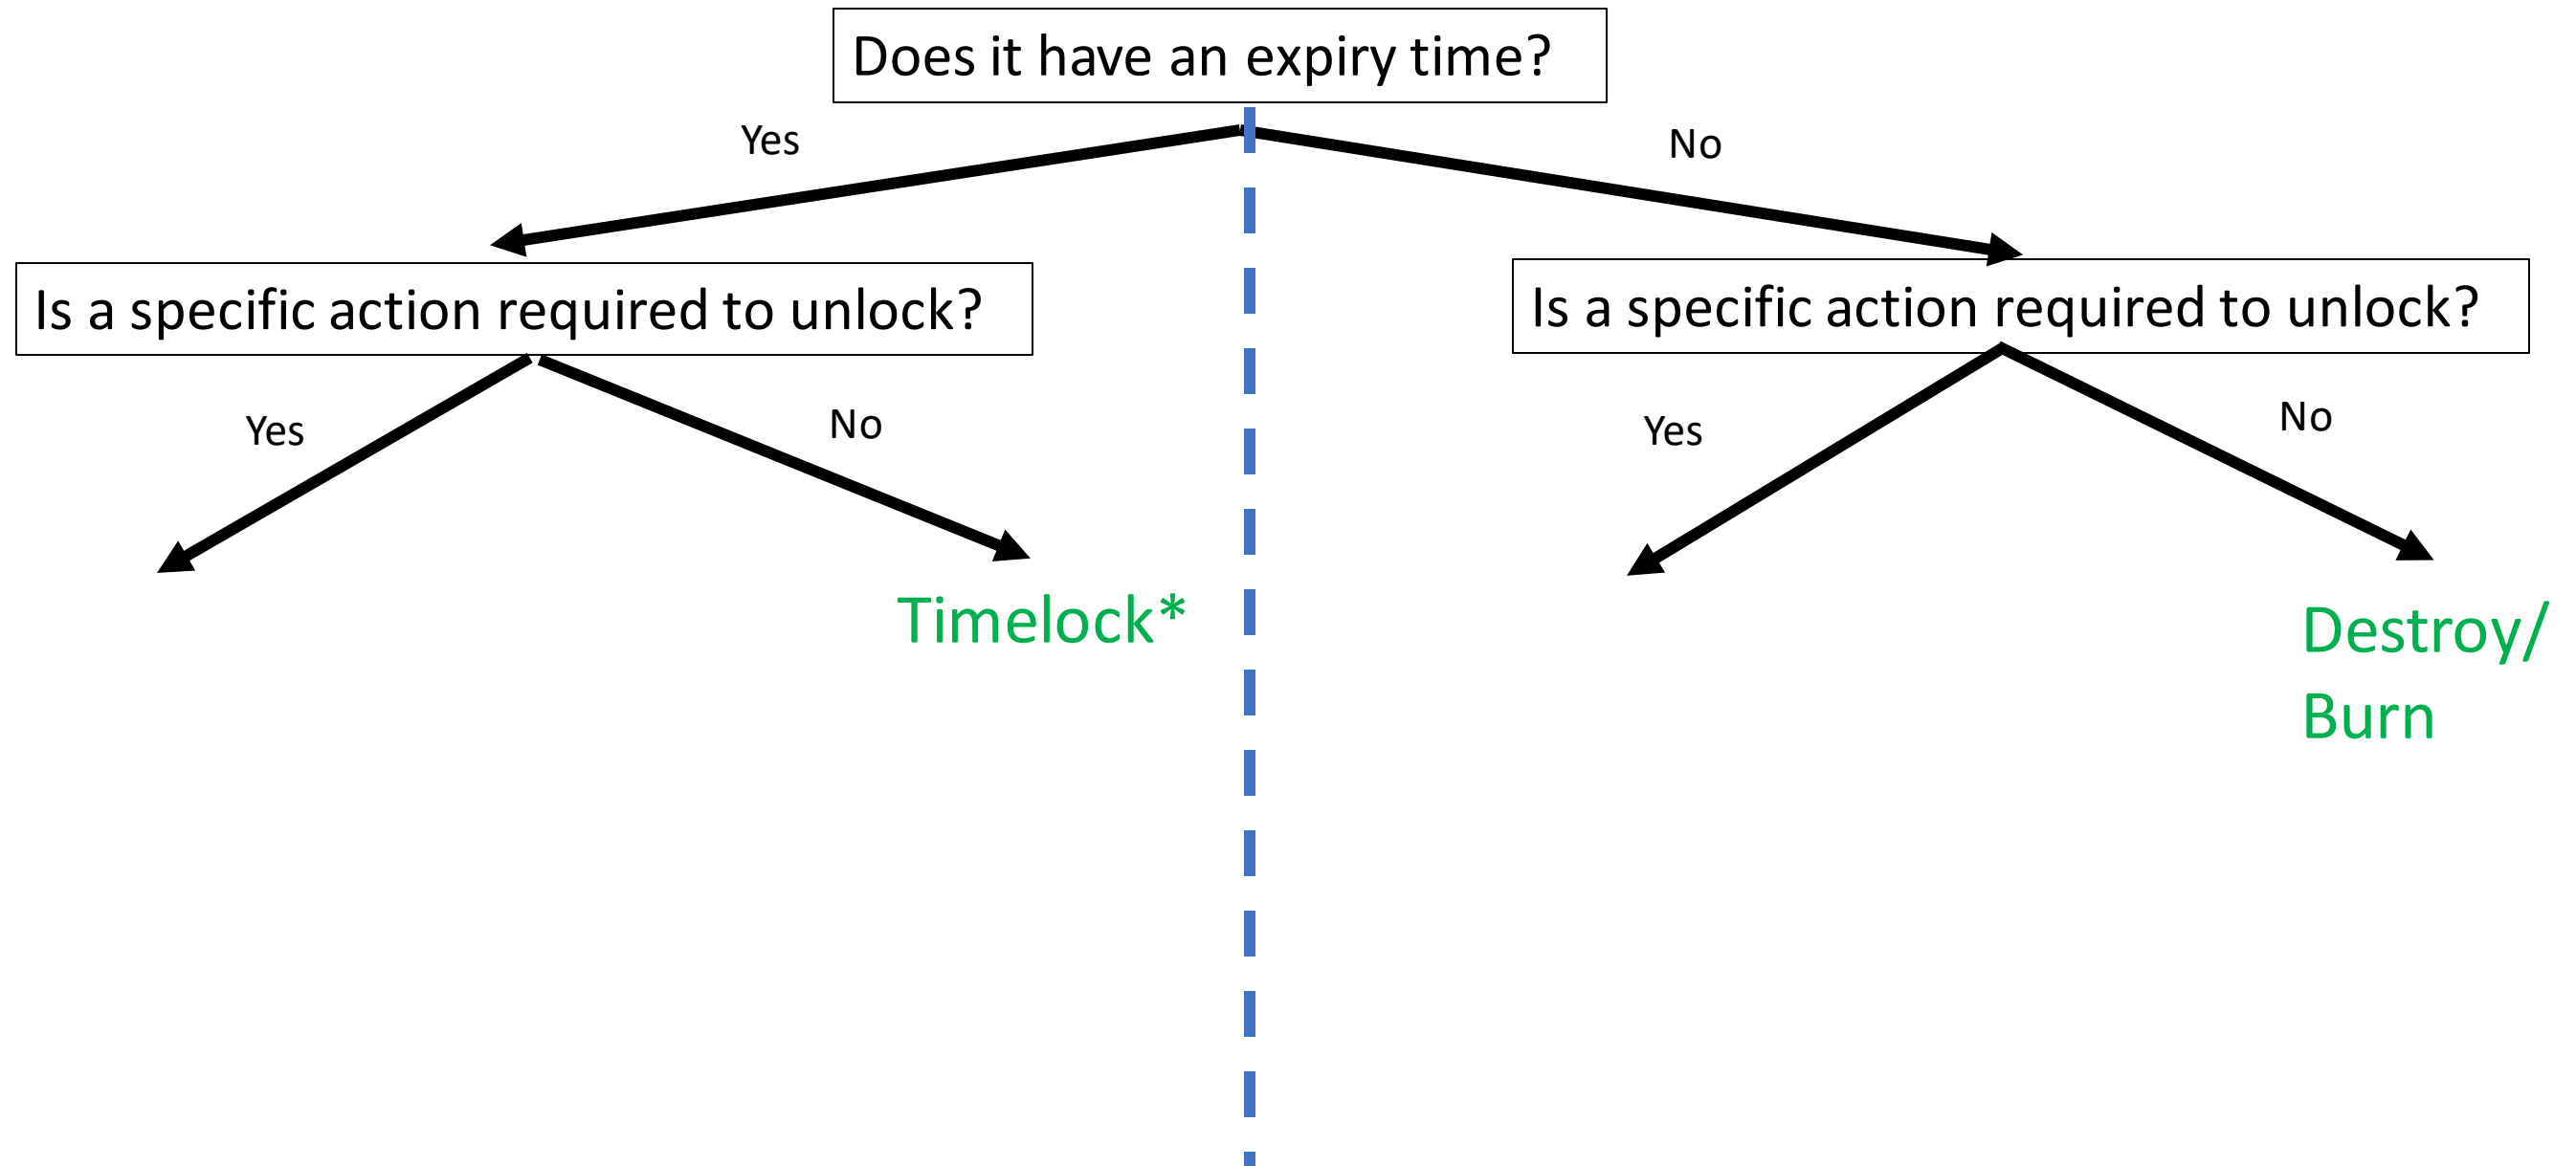 Does it have an expiry time?
Yes
No
Is a specific action required to unlock?
Is a specific action required to unlock?
Yes
No
Yes
No
Timelock*
Destroy/
Burn